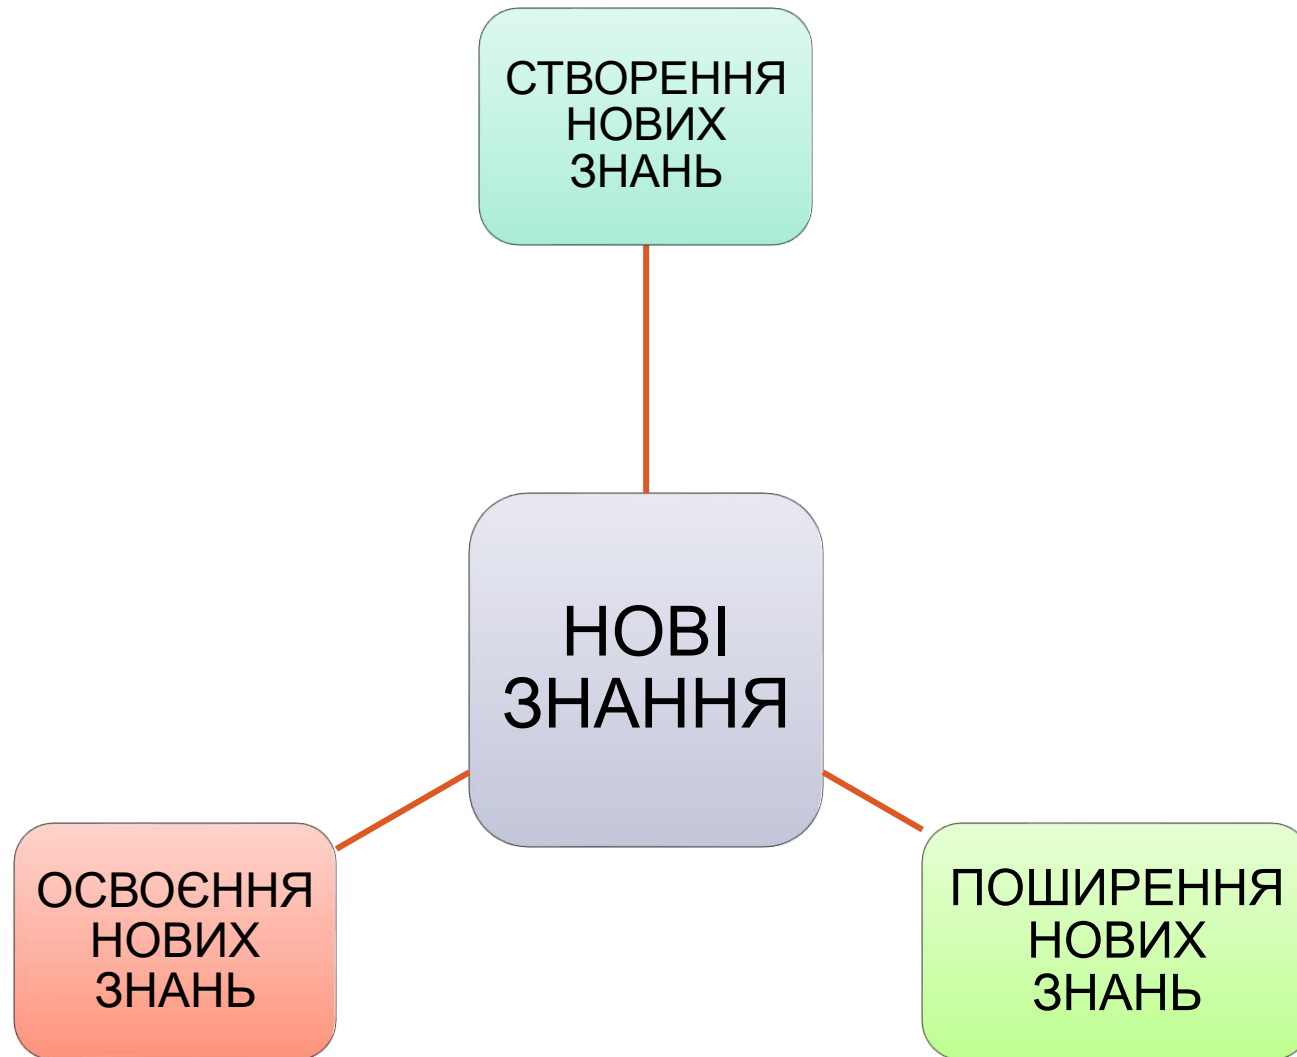 СТВОРЕННЯ
НОВИХ
ЗНАНЬ
НОВІ
ЗНАННЯ
ОСВОЄННЯ
НОВИХ
ЗНАНЬ
ПОШИРЕННЯ
НОВИХ
ЗНАНЬ